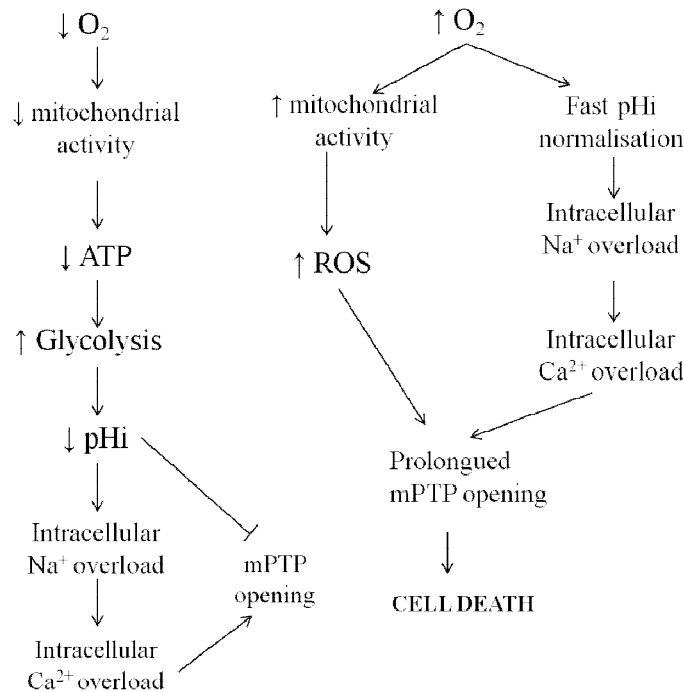 ↓ O₂
↓ mitochondrial
activity
↓ ATP
↑ Glycolysis
↓ pHi
Intracellular
Na⁺ overload
Intracellular
Ca²⁺ overload
mPTP
opening
↑ O₂
↑ mitochondrial
activity
↑ ROS
Fast pHi
normalisation
Intracellular
Na⁺ overload
Intracellular
Ca²⁺ overload
Prolongued
mPTP opening
CELL DEATH